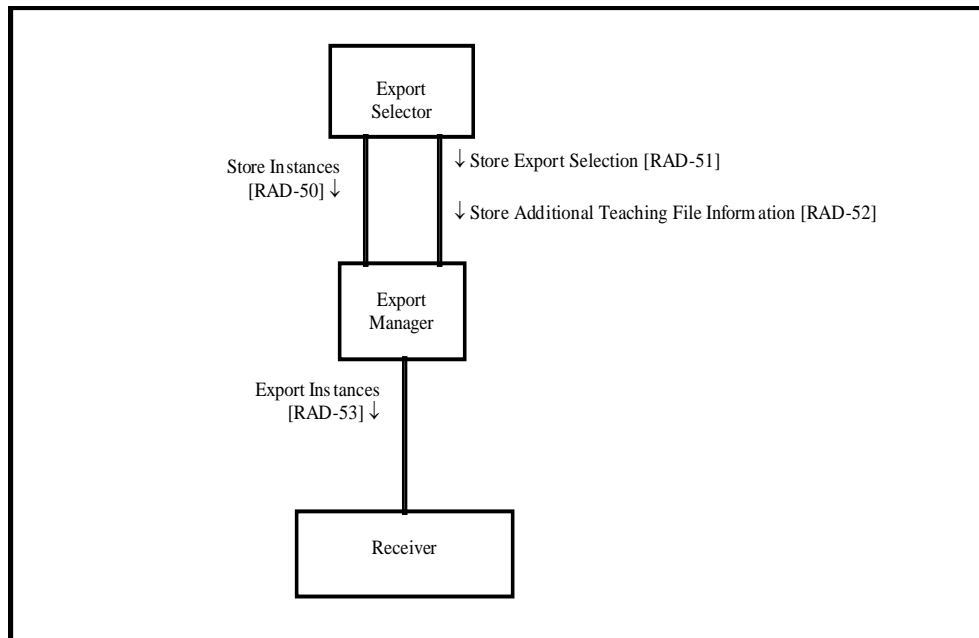 Export
Selector
Store Instances
[RAD-50] ↓
↓ Store Export Selection [RAD-51]
↓ Store Additional Teaching File Information [RAD-52]
Export
Manager
Export Instances
[RAD-53] ↓
Receiver